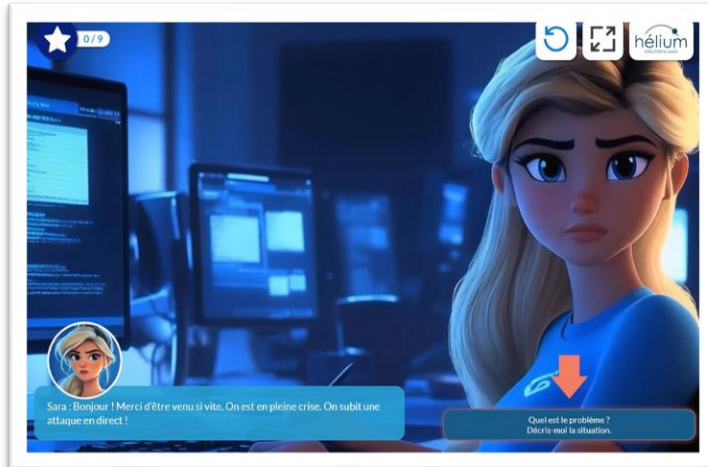 0/9
hélium
Sara : Bonjour ! Merci d'être venu si vite. On est en pleine crise. On subit une
attaque en direct !
Quel est le problème ?
Décris-moi la situation.